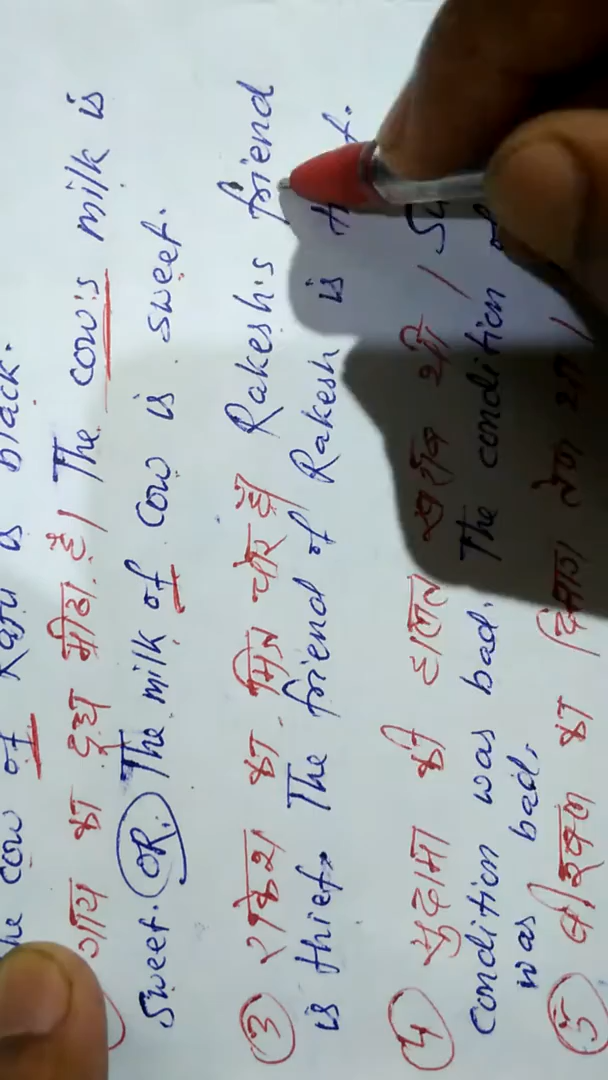 he cow of Raju is black.
गाय का दूध मीठा है। The cow's milk is
sweet. OR. The milk of cow is sweet.
③ राकेश का मित्र चोर है। Rakesh's friend
is thief. The friend of Rakesh is
④ सुदामा की हालत खराब थी।
condition was bad. The condition
was bad.
⑤ का दिमाग तेज था।